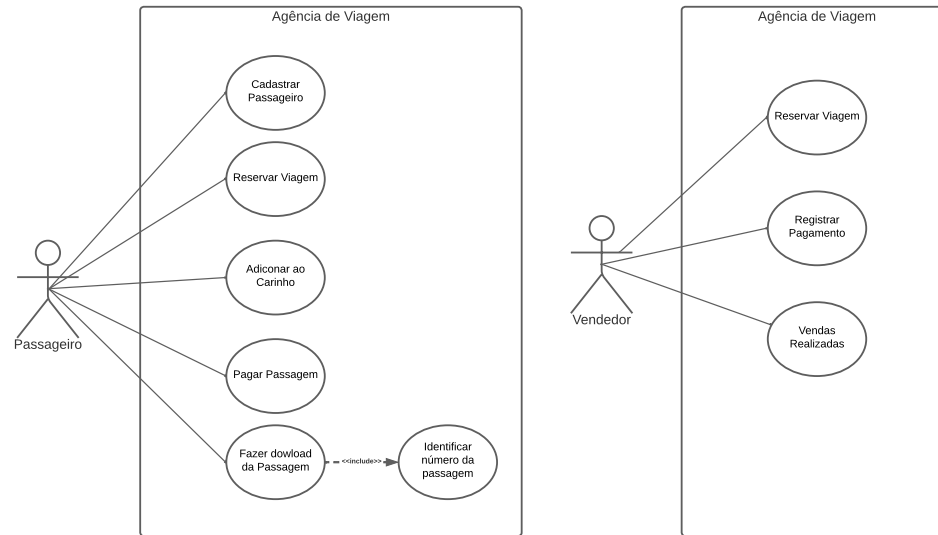 Agência de Viagem
Cadastrar
Passageiro
Reservar Viagem
Adiconar ao
Carinho
Pagar Passagem
Fazer dowload
da Passagem
<<include>>
Identificar
número da
passagem
Passageiro
Agência de Viagem
Reservar Viagem
Registrar
Pagamento
Vendas
Realizadas
Vendedor